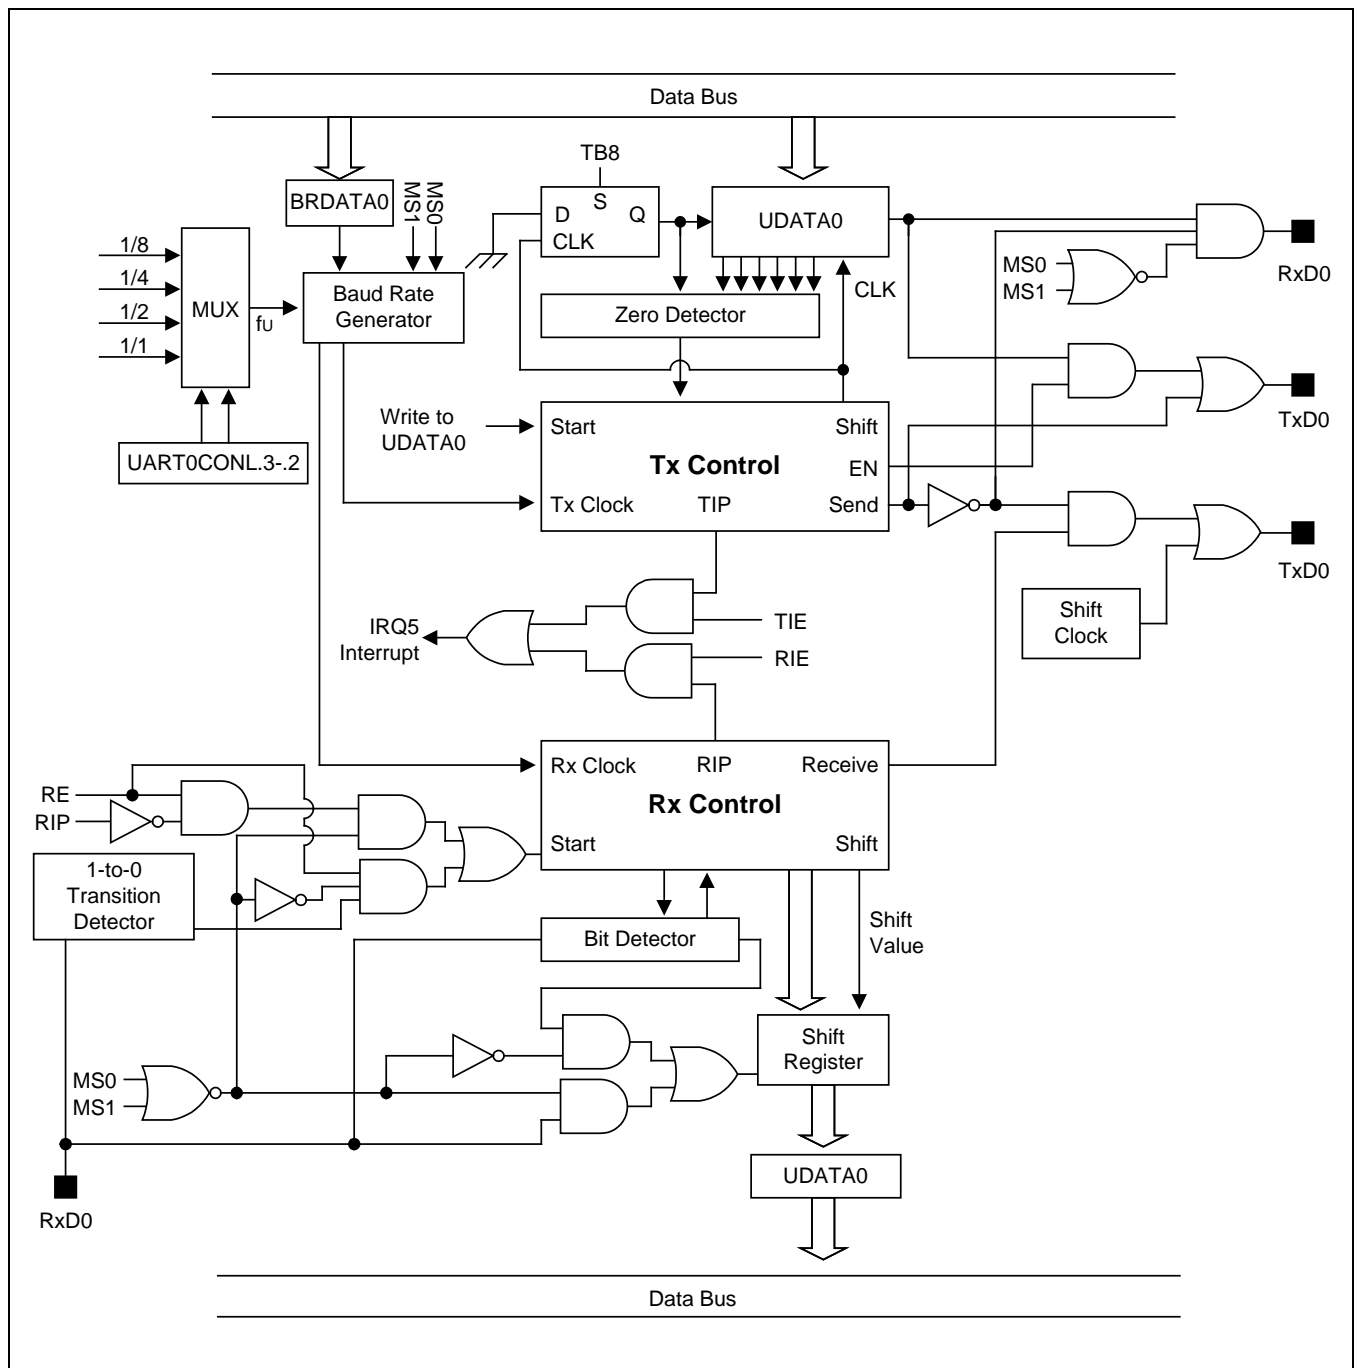 Data Bus
TB8
BRDATA0
MS1
MS0
D
S
Q
CLK
UDATA0
1/8
1/4
1/2
1/1
MUX
fU
Baud Rate
Generator
Zero Detector
CLK
MS0
MS1
RxD0
UART0CONL.3-.2
Write to
UDATA0
Start
Shift
Tx Control
EN
Tx Clock
TIP
Send
TxD0
TxD0
Shift
Clock
IRQ5
Interrupt
TIE
RIE
Rx Clock
RIP
Receive
Rx Control
Start
Shift
RE
RIP
1-to-0
Transition
Detector
Bit Detector
Shift
Value
Shift
Register
MS0
MS1
UDATA0
RxD0
Data Bus